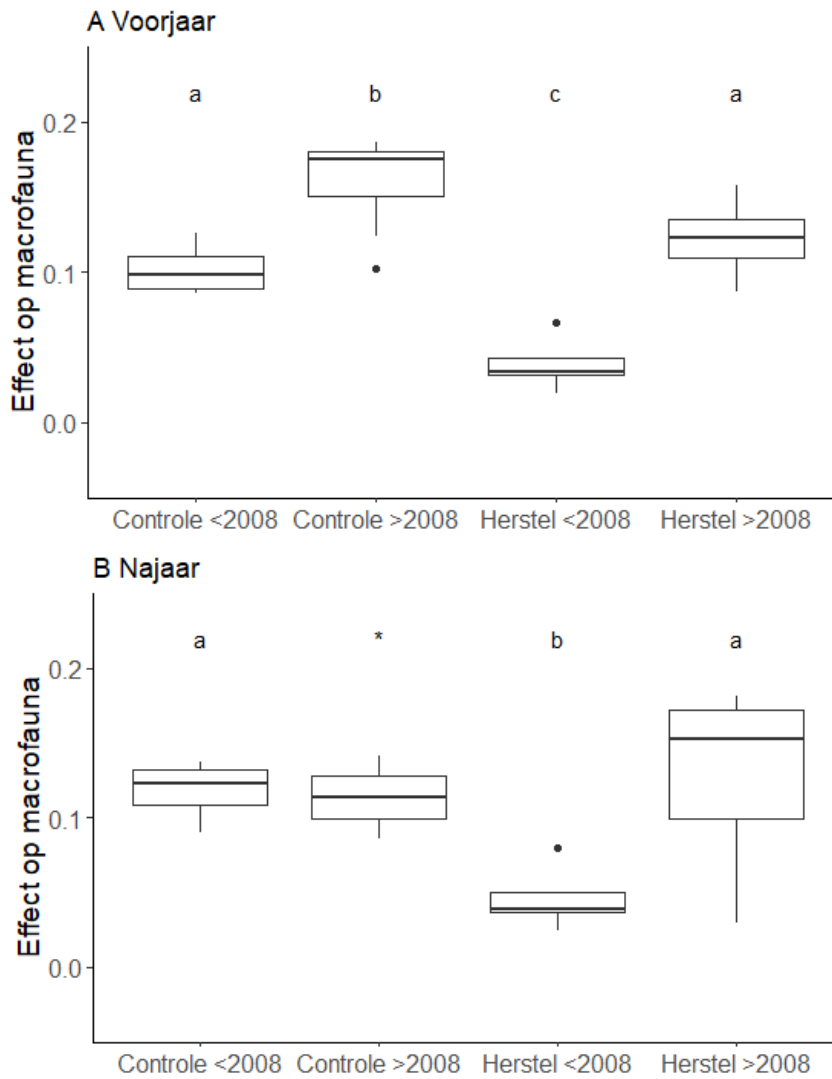 A Voorjaar
a b c a
0.2
0.1
0.0
Effect op macrofauna
Controle <2008 Controle >2008 Herstel <2008 Herstel >2008
B Najaar
a * b a
0.2
0.1
0.0
Effect op macrofauna
Controle <2008 Controle >2008 Herstel <2008 Herstel >2008